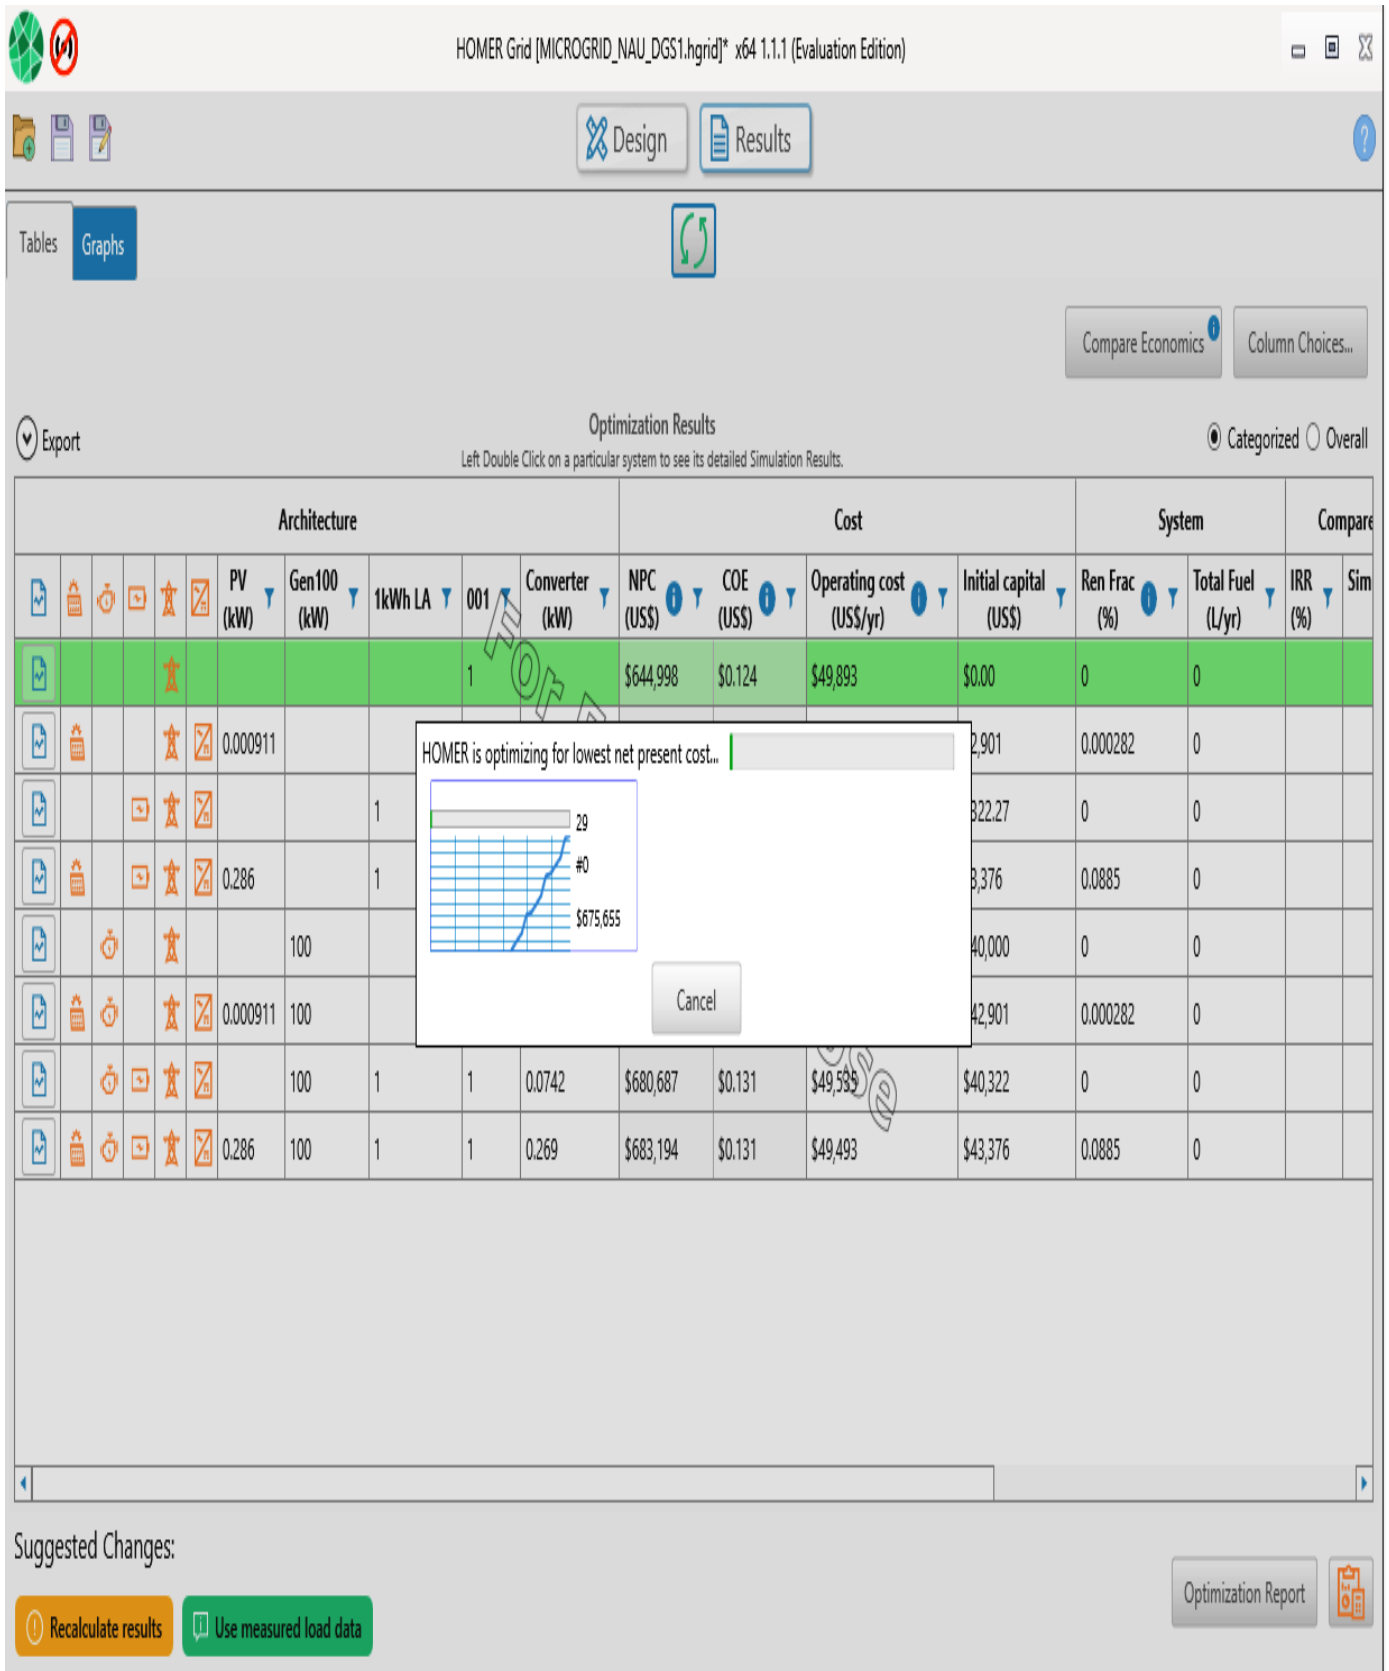 HOMER Grid [MICROGRID_NAU_DGS1.hgrid]* x64 1.1.1 (Evaluation Edition)
Design Results ?
Tables Graphs
Compare Economics Column Choices...
Export
Optimization Results
Left Double Click on a particular system to see its detailed Simulation Results.
Categorized Overall
Architecture Cost System Compare
PV (kW) Gen100 (kW) 1kWh LA 001 Converter (kW) NPC (US$) COE (US$) Operating cost (US$/yr) Initial capital (US$) Ren Frac (%) Total Fuel (L/yr) IRR (%) Sim
1 $644,998 $0.124 $49,893 $0.00 0 0
For
0.000911 2,901 0.000282 0
1 322.27 0 0
0.286 1 3,376 0.0885 0
100 40,000 0 0
0.000911 100 42,901 0.000282 0
100 1 1 0.0742 $680,687 $0.131 $49,535 $40,322 0 0
0.286 100 1 1 0.269 $683,194 $0.131 $49,493 $43,376 0.0885 0
HOMER is optimizing for lowest net present cost...
29
#0
$675,655
Cancel
Suggested Changes:
Recalculate results Use measured load data
Optimization Report